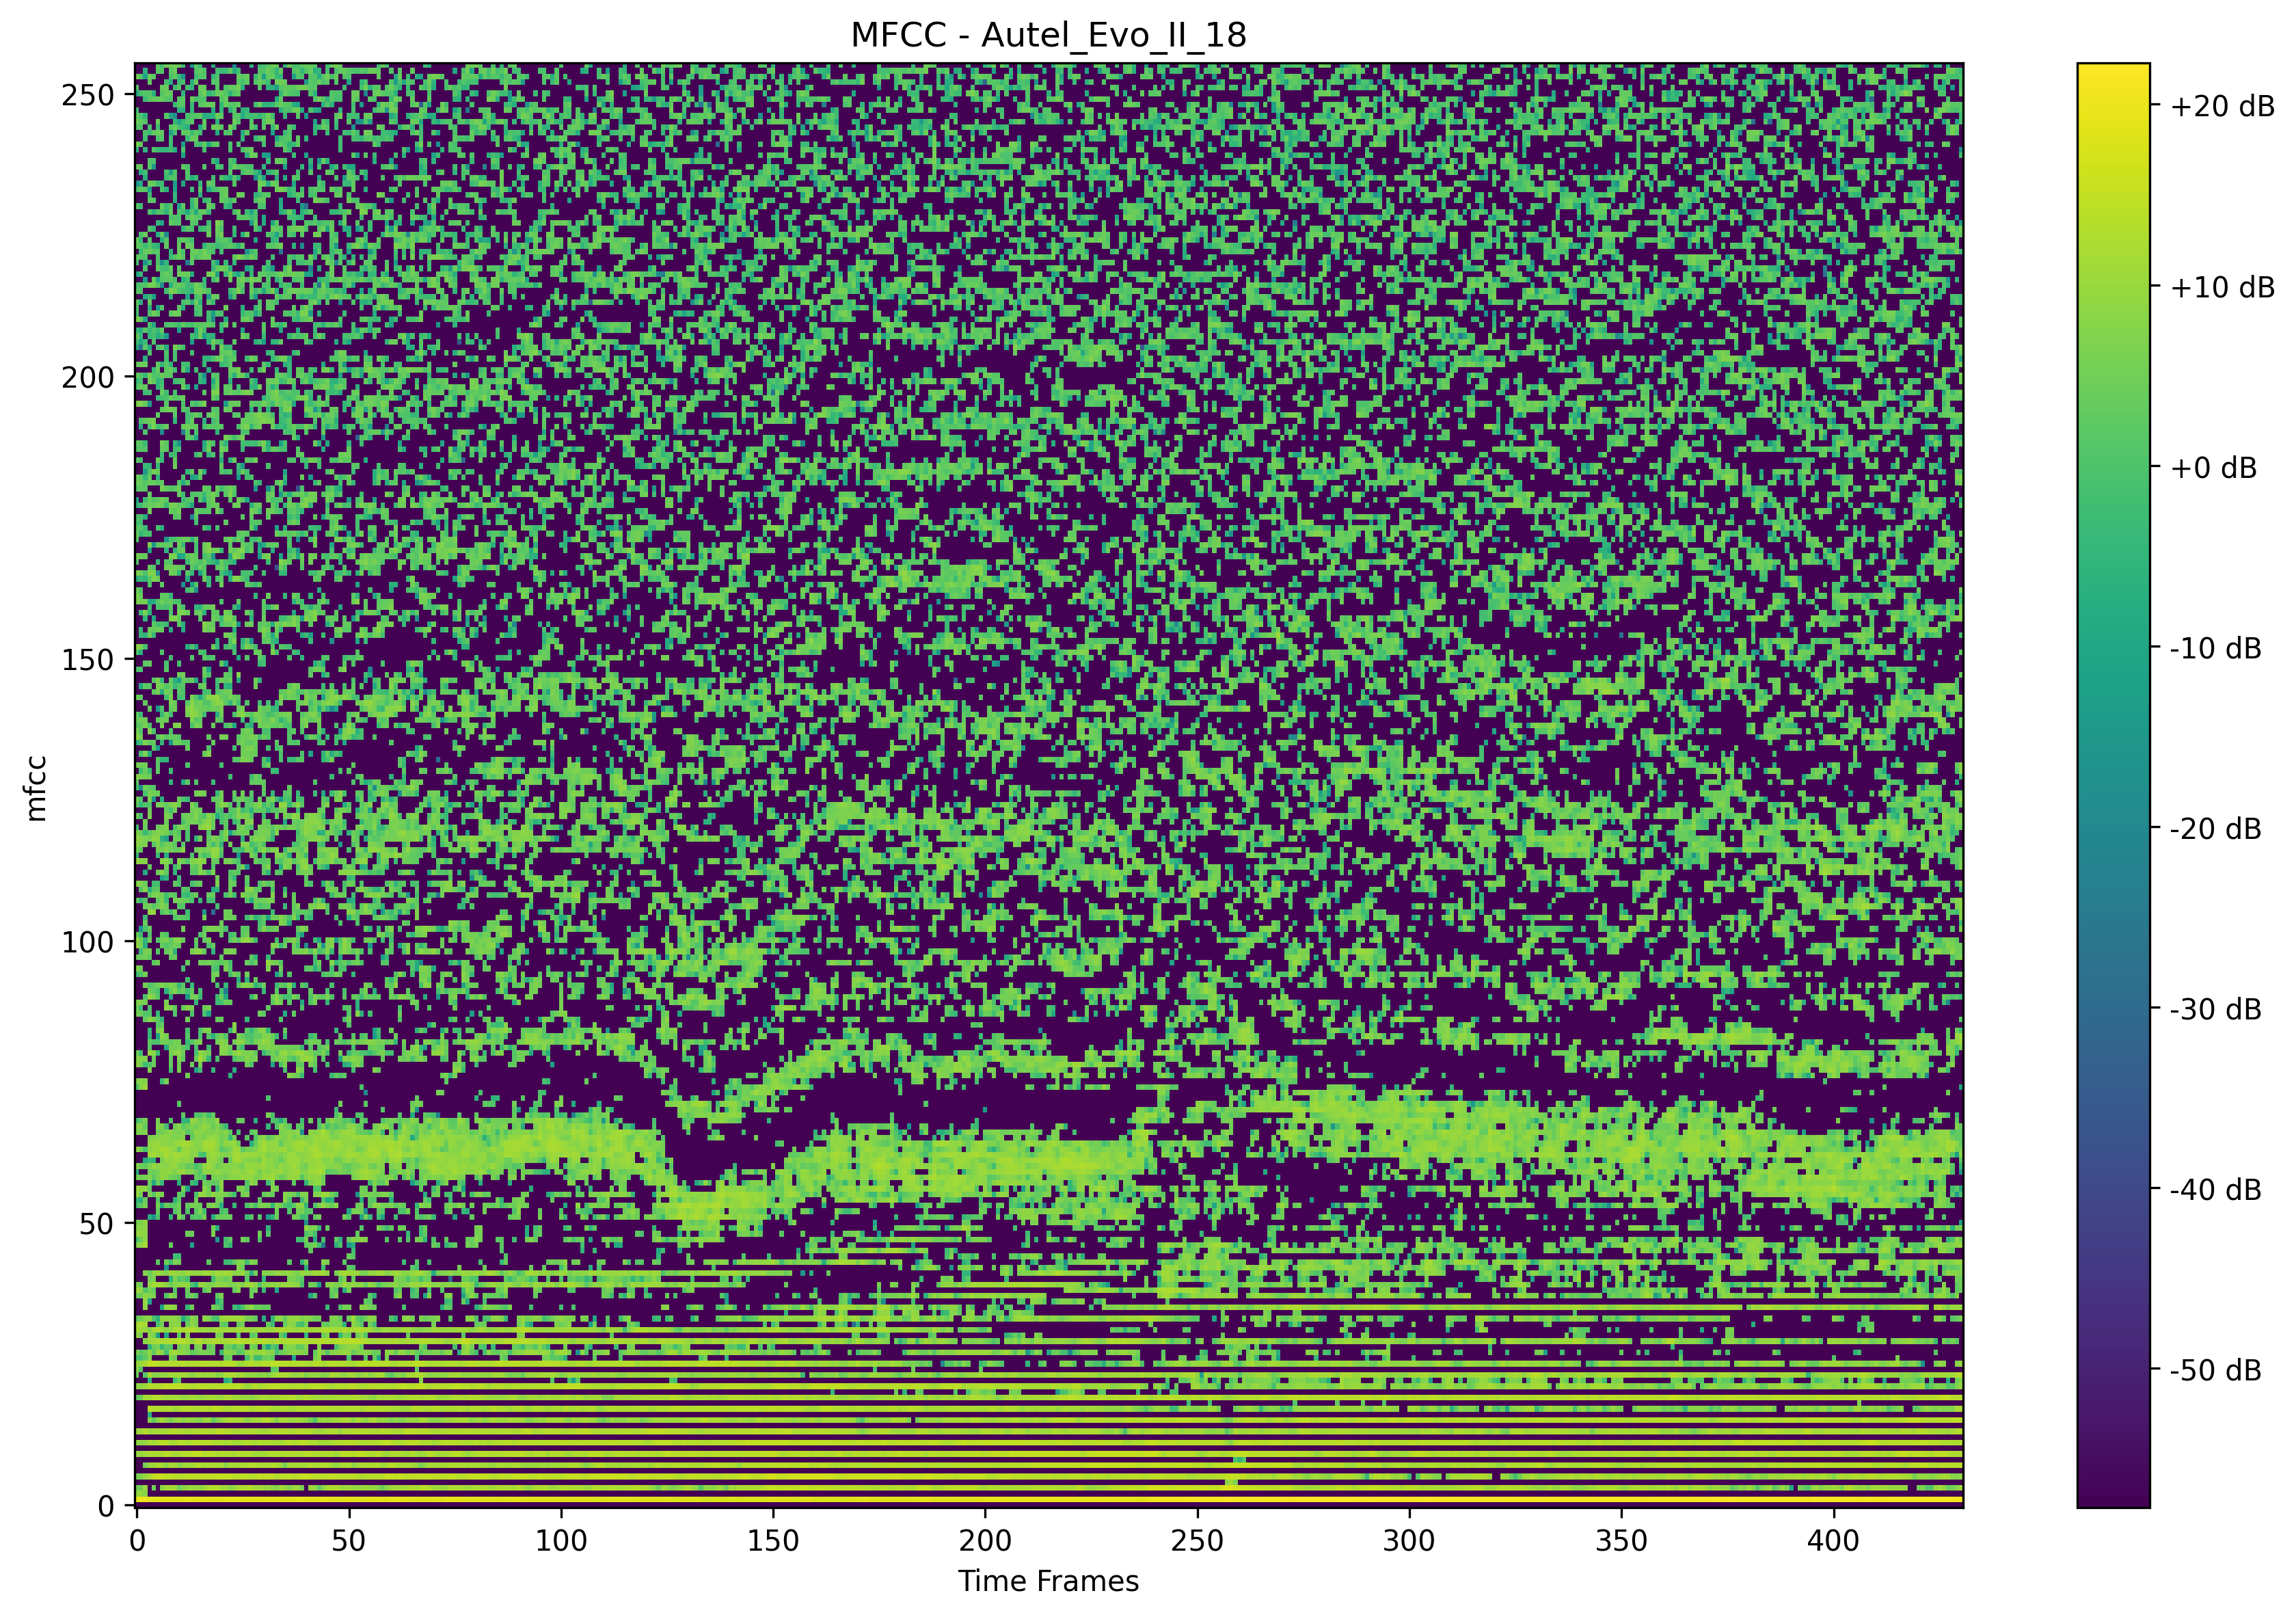 MFCC - Autel_Evo_II_18
250
200
150
100
50
0
mfcc
0 50 100 150 200 250 300 350 400
Time Frames
+20 dB
+10 dB
+0 dB
-10 dB
-20 dB
-30 dB
-40 dB
-50 dB